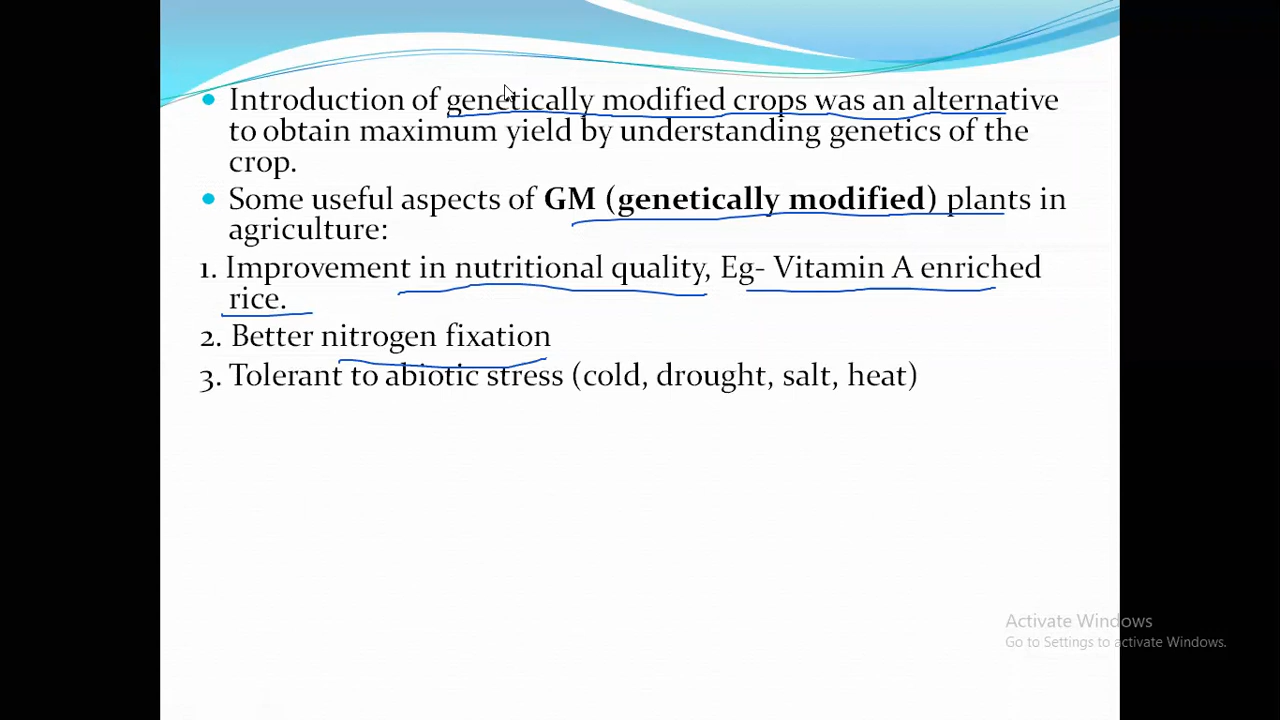 • Introduction of genetically modified crops was an alternative
to obtain maximum yield by understanding genetics of the
crop.
• Some useful aspects of GM (genetically modified) plants in
agriculture:
1. Improvement in nutritional quality, Eg- Vitamin A enriched
rice.
2. Better nitrogen fixation
3. Tolerant to abiotic stress (cold, drought, salt, heat)
Activate Windows
Go to Settings to activate Windows.